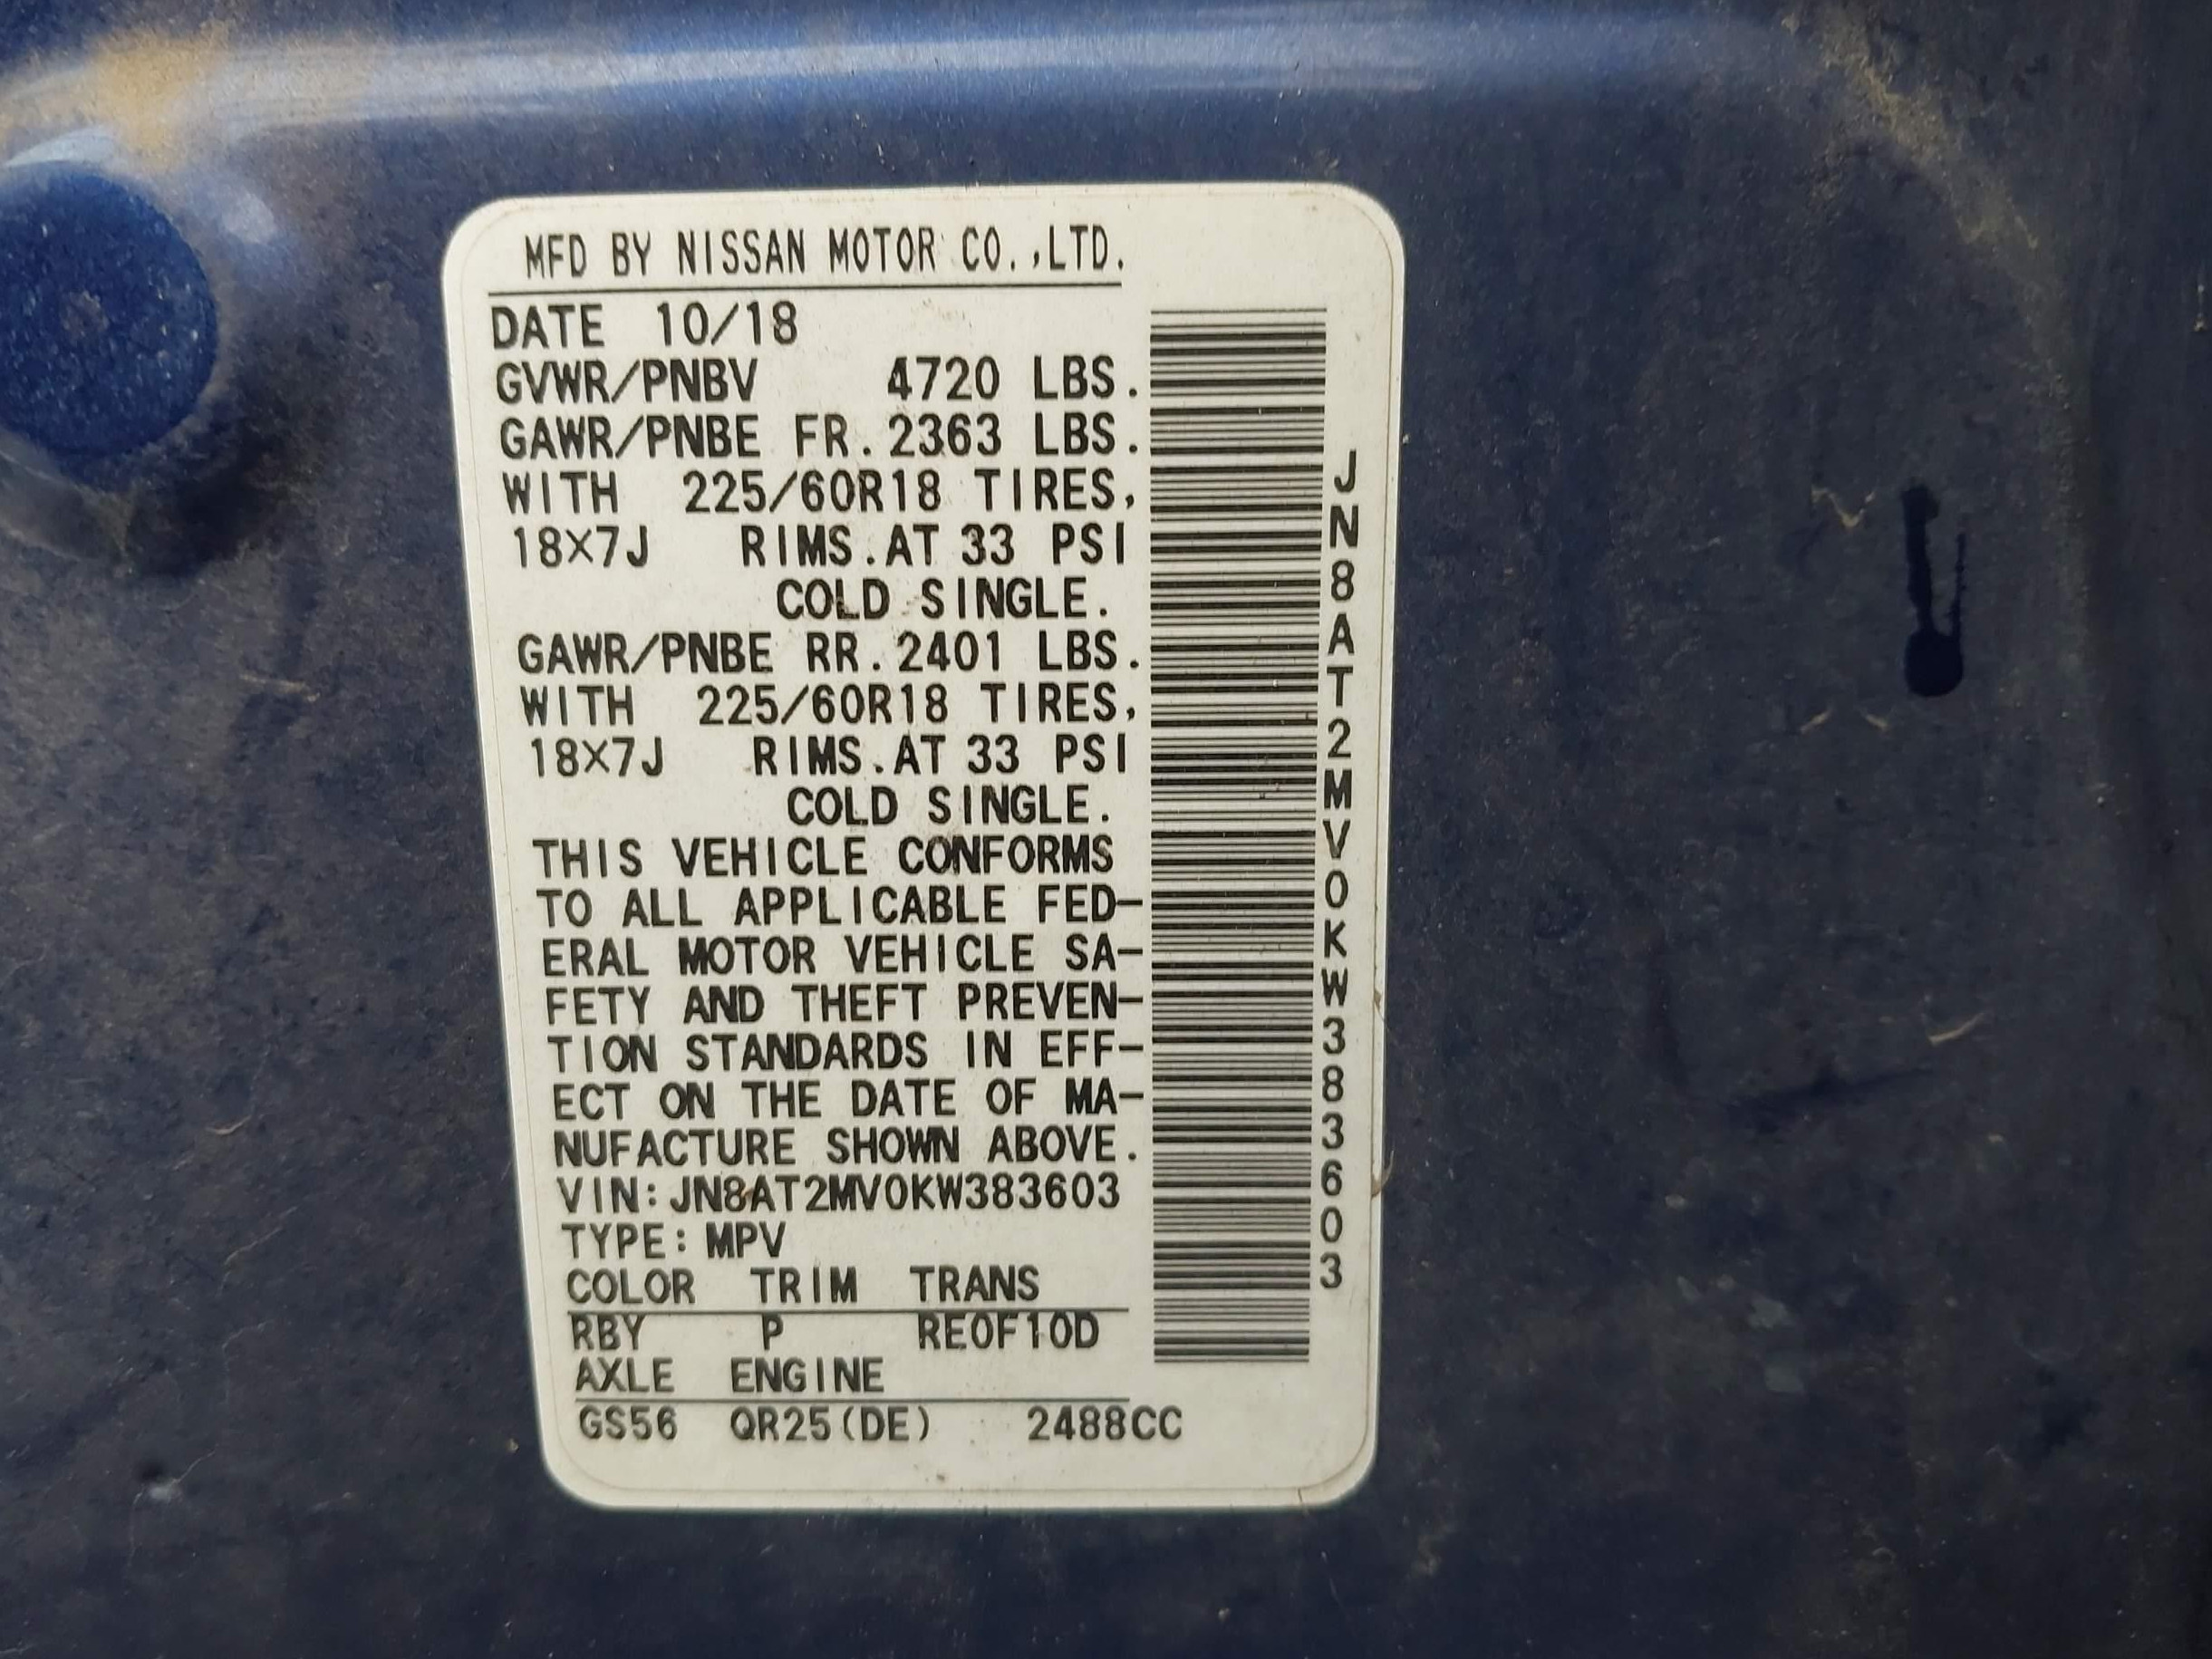 MFD BY NISSAN MOTOR CO.,LTD.
DATE 10/18
GVWR/PNBV 4720 LBS.
GAWR/PNBE FR.2363 LBS.
WITH 225/60R18 TIRES,
18X7J RIMS.AT 33 PSI
COLD SINGLE.
GAWR/PNBE RR.2401 LBS.
WITH 225/60R18 TIRES,
18X7J RIMS.AT 33 PSI
COLD SINGLE.
THIS VEHICLE CONFORMS
TO ALL APPLICABLE FED-
ERAL MOTOR VEHICLE SA-
FETY AND THEFT PREVEN-
TION STANDARDS IN EFF-
ECT ON THE DATE OF MA-
NUFACTURE SHOWN ABOVE.
VIN:JN8AT2MV0KW383603
TYPE:MPV
COLOR TRIM TRANS
RBY P RE0F10D
AXLE ENGINE
GS56 QR25(DE) 2488CC
JN8AT2MV0KW383603